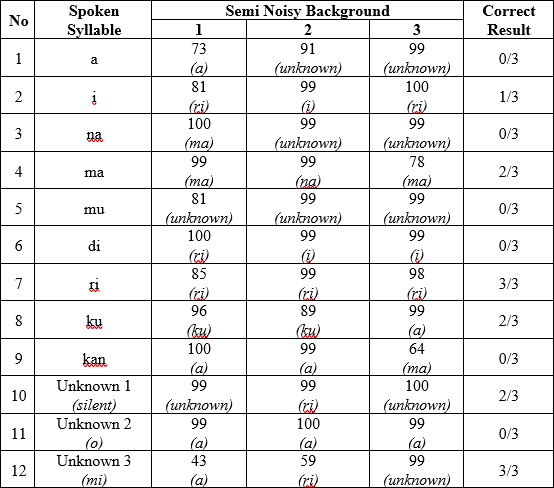 No Spoken Syllable Semi Noisy Background Correct Result
1 2 3
1 a 73 (a) 91 (unknown) 99 (unknown) 0/3
2 i 81 (ri) 99 (i) 100 (ri) 1/3
3 na 100 (ma) 99 (unknown) 99 (unknown) 0/3
4 ma 99 (ma) 99 (na) 78 (ma) 2/3
5 mu 81 (unknown) 99 (unknown) 99 (unknown) 0/3
6 di 100 (ri) 99 (i) 99 (i) 0/3
7 ri 85 (ri) 99 (ri) 98 (ri) 3/3
8 ku 96 (ku) 89 (ku) 99 (a) 2/3
9 kan 100 (a) 99 (a) 64 (ma) 0/3
10 Unknown 1 (silent) 99 (unknown) 99 (ri) 100 (unknown) 2/3
11 Unknown 2 (o) 99 (a) 100 (a) 99 (a) 0/3
12 Unknown 3 (mi) 43 (a) 59 (ri) 99 (unknown) 3/3